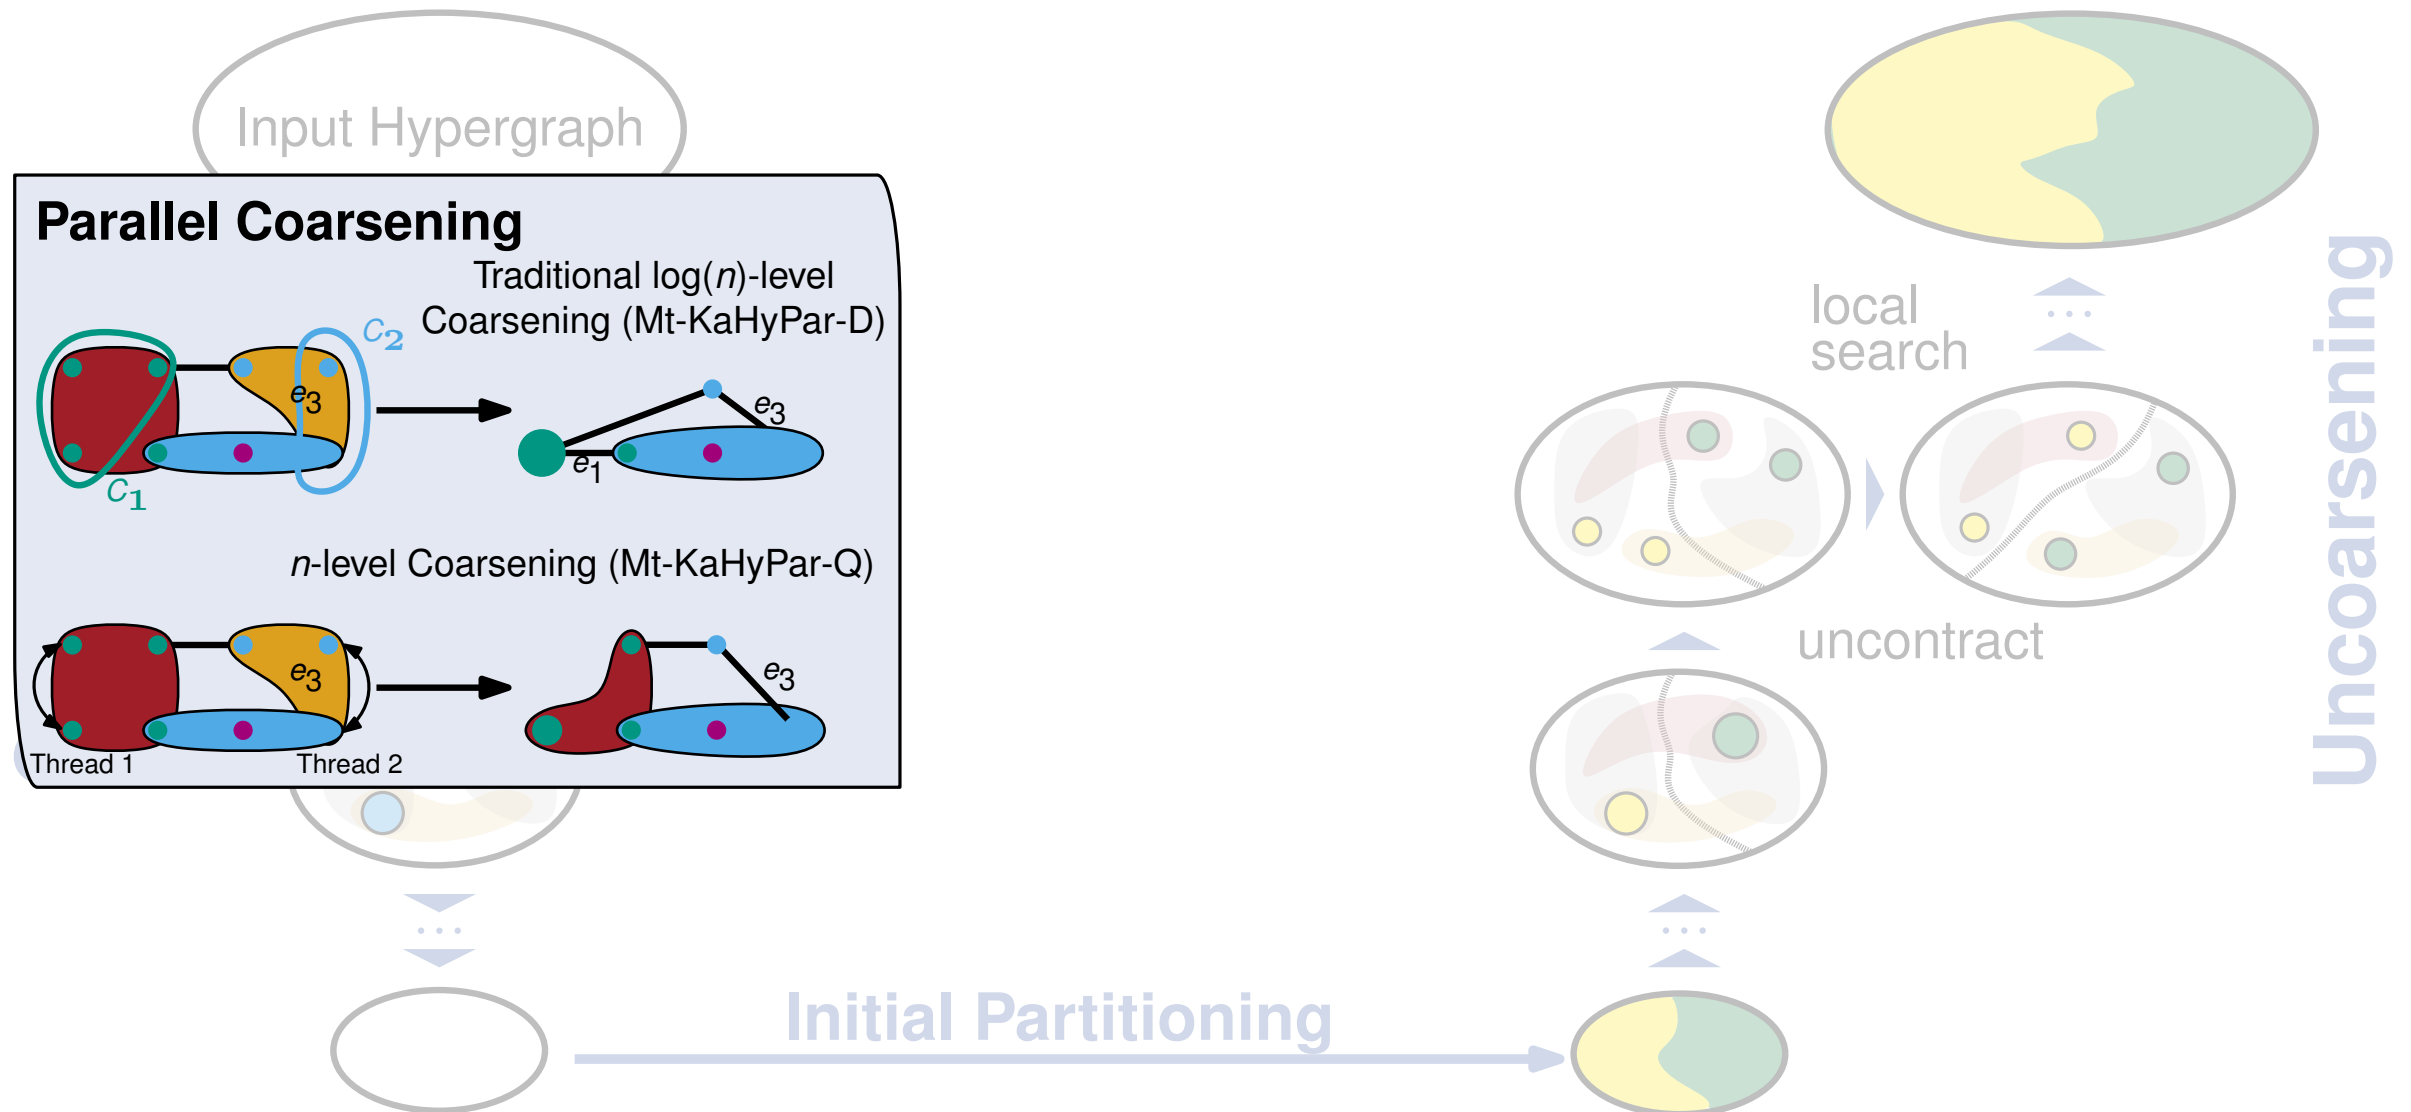 Input Hypergraph
Parallel Coarsening
Traditional log(n)-level
Coarsening (Mt-KaHyPar-D)
C2
e3
e3
e1
C1
n-level Coarsening (Mt-KaHyPar-Q)
e3
e3
Thread 1
Thread 2
...
Initial Partitioning
local
search
...
uncontract
...
Uncoarsening